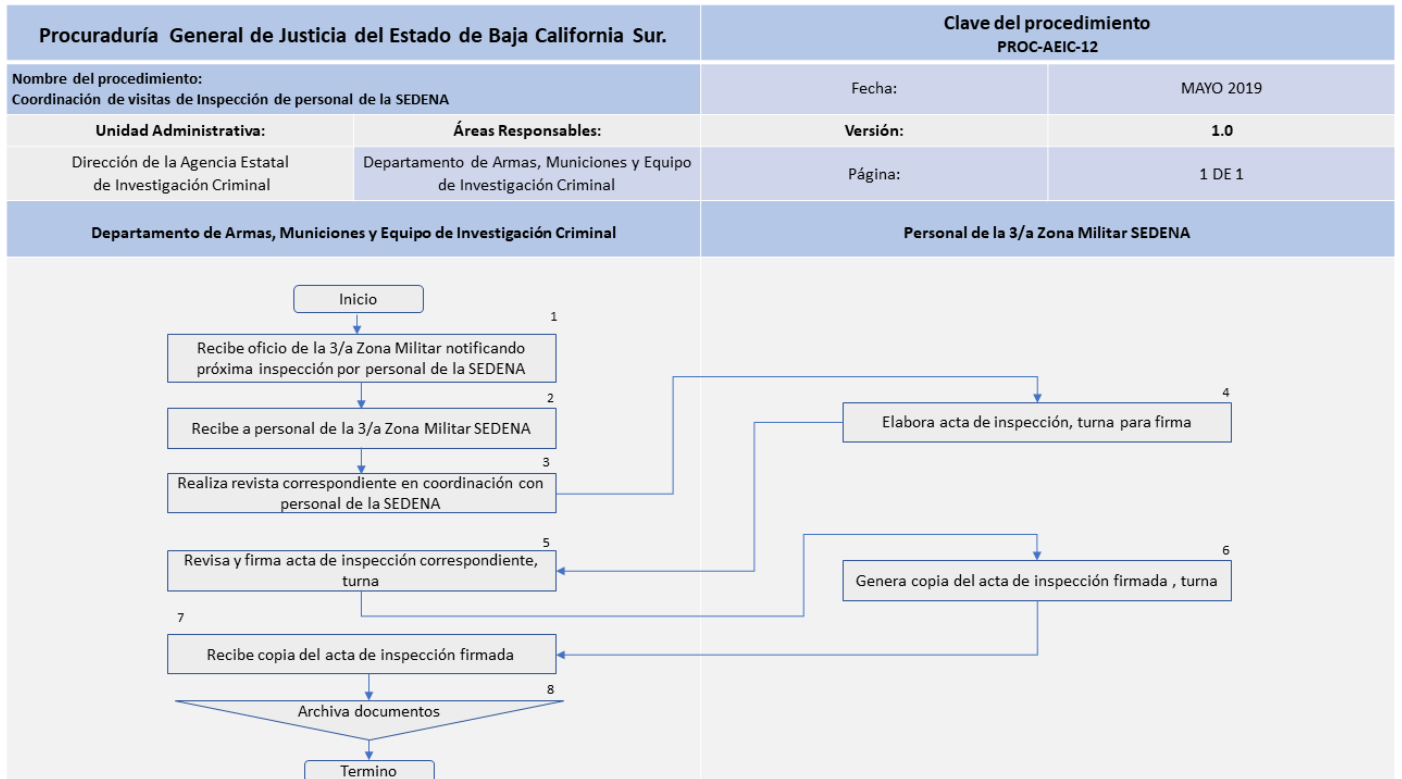 Procuraduría General de Justicia del Estado de Baja California Sur.
Clave del procedimiento
PROC-AEIC-12
Nombre del procedimiento:
Coordinación de visitas de Inspección de personal de la SEDENA
Fecha:
MAYO 2019
Unidad Administrativa:
Áreas Responsables:
Versión:
1.0
Dirección de la Agencia Estatal
de Investigación Criminal
Departamento de Armas, Municiones y Equipo
de Investigación Criminal
Página:
1 DE 1
Departamento de Armas, Municiones y Equipo de Investigación Criminal
Personal de la 3/a Zona Militar SEDENA
Inicio
1
Recibe oficio de la 3/a Zona Militar notificando
próxima inspección por personal de la SEDENA
2
Recibe a personal de la 3/a Zona Militar SEDENA
3
Realiza revista correspondiente en coordinación con
personal de la SEDENA
4
Elabora acta de inspección, turna para firma
5
Revisa y firma acta de inspección correspondiente,
turna
6
Genera copia del acta de inspección firmada , turna
7
Recibe copia del acta de inspección firmada
8
Archiva documentos
Termino